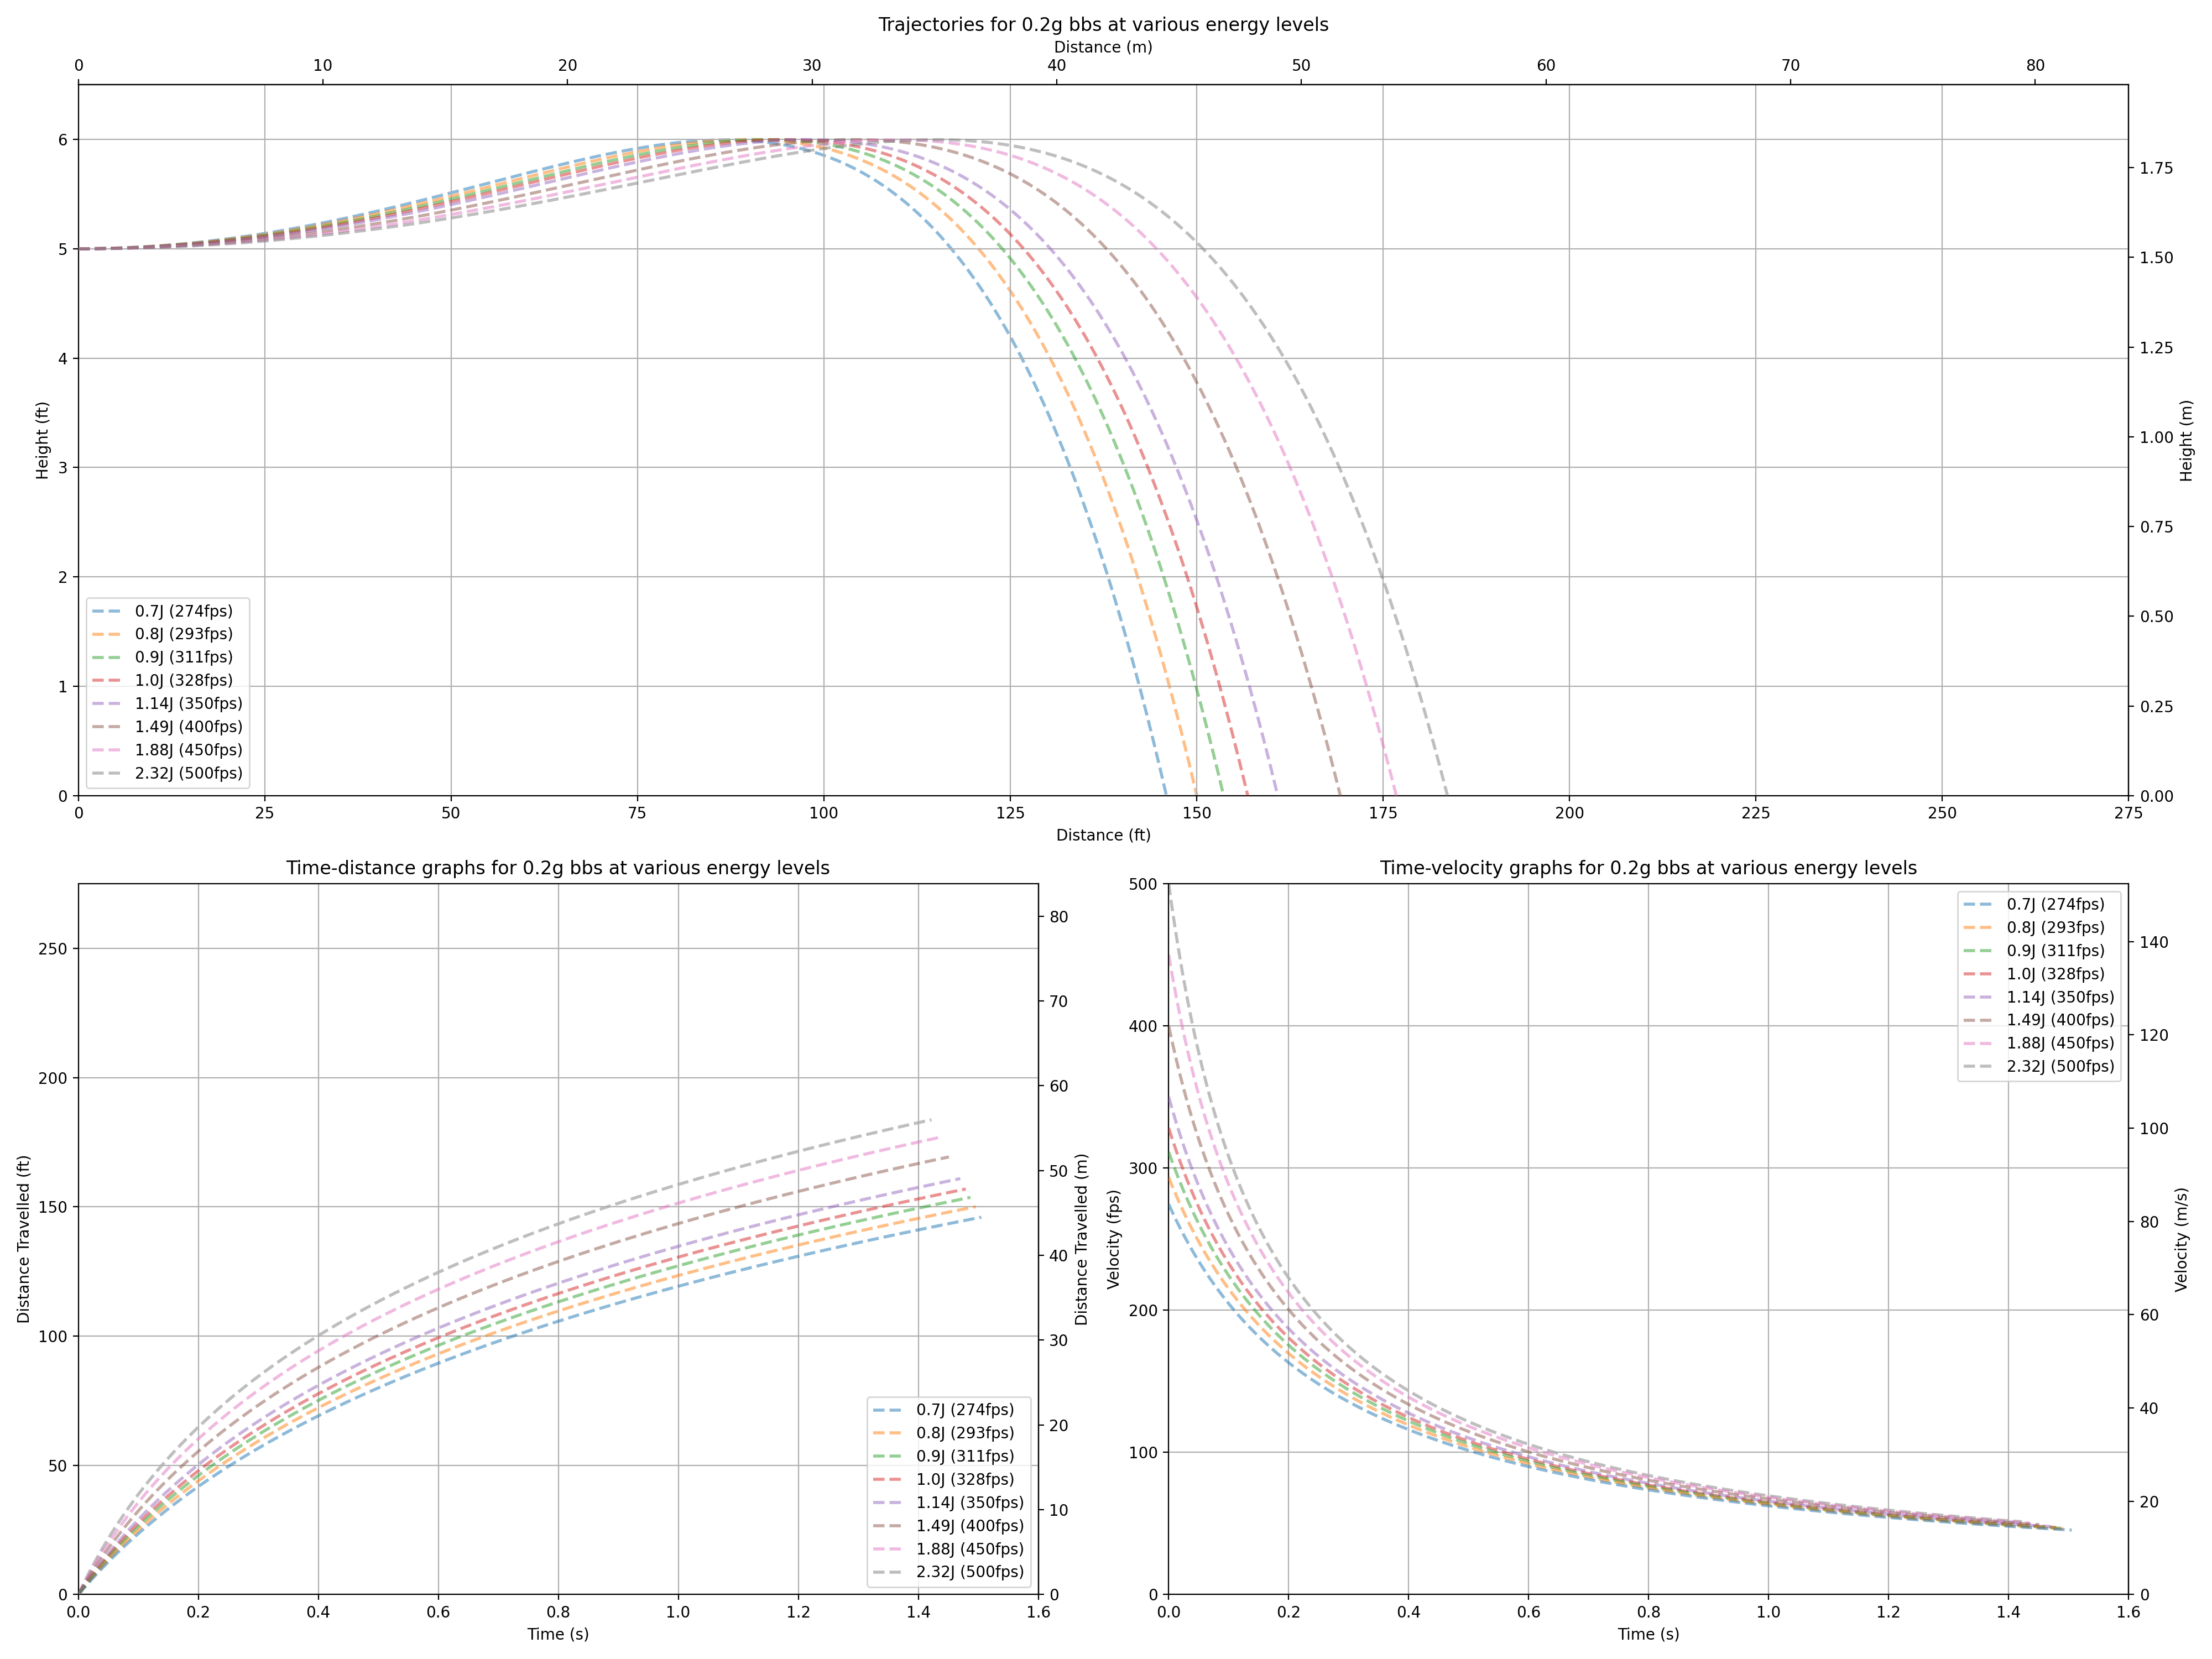 Trajectories for 0.2g bbs at various energy levels
Distance (m)
0 10 20 30 40 50 60 70 80
6
5
4
3
2
1
0
Height (ft)
1.75
1.50
1.25
1.00
0.75
0.50
0.25
0.00
Height (m)
0.7J (274fps)
0.8J (293fps)
0.9J (311fps)
1.0J (328fps)
1.14J (350fps)
1.49J (400fps)
1.88J (450fps)
2.32J (500fps)
0 25 50 75 100 125 150 175 200 225 250 275
Distance (ft)
Time-distance graphs for 0.2g bbs at various energy levels
250
200
150
100
50
0
Distance Travelled (ft)
80
70
60
50
40
30
20
10
0
Distance Travelled (m)
0.7J (274fps)
0.8J (293fps)
0.9J (311fps)
1.0J (328fps)
1.14J (350fps)
1.49J (400fps)
1.88J (450fps)
2.32J (500fps)
0.0 0.2 0.4 0.6 0.8 1.0 1.2 1.4 1.6
Time (s)
Time-velocity graphs for 0.2g bbs at various energy levels
500
400
300
200
100
0
Velocity (fps)
0.7J (274fps)
0.8J (293fps)
0.9J (311fps)
1.0J (328fps)
1.14J (350fps)
1.49J (400fps)
1.88J (450fps)
2.32J (500fps)
140
120
100
80
60
40
20
0
Velocity (m/s)
0.0 0.2 0.4 0.6 0.8 1.0 1.2 1.4 1.6
Time (s)